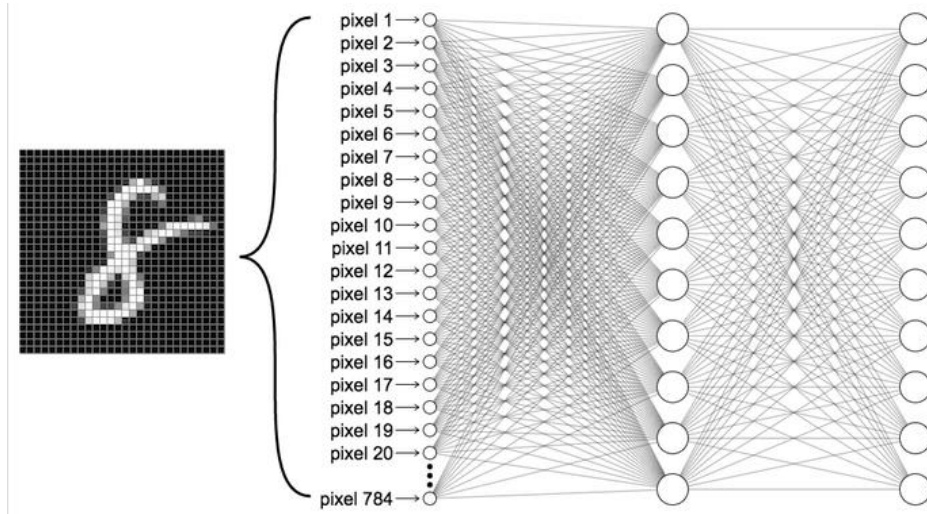 pixel 1
pixel 2
pixel 3
pixel 4
pixel 5
pixel 6
pixel 7
pixel 8
pixel 9
pixel 10
pixel 11
pixel 12
pixel 13
pixel 14
pixel 15
pixel 16
pixel 17
pixel 18
pixel 19
pixel 20
pixel 784